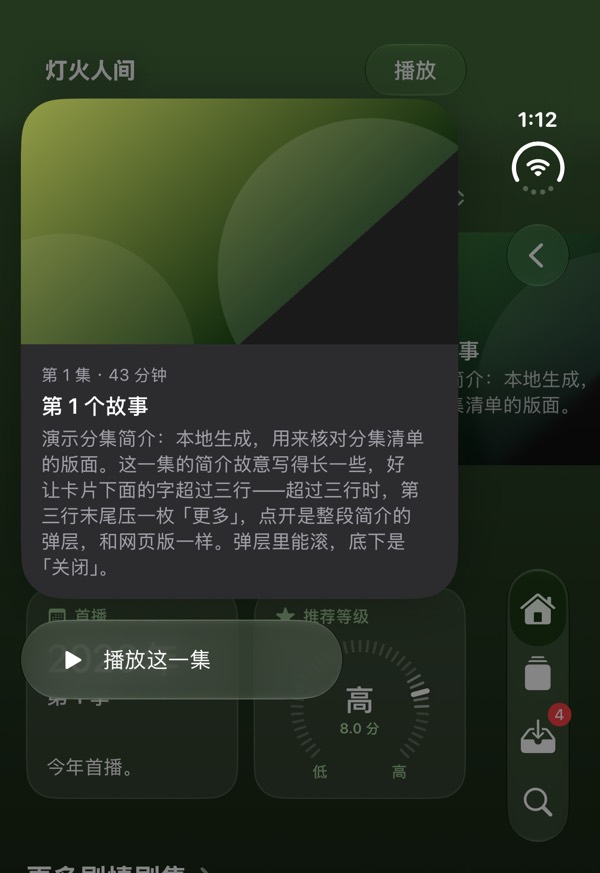 灯火人间
播放
1:12
第 1 集 · 43 分钟
第 1 个故事
演示分集简介：本地生成，用来核对分集清单
的版面。这一集的简介故意写得长一些，好
让卡片下面的字超过三行——超过三行时，第
三行末尾压一枚「更多」，点开是整段简介的
弹层，和网页版一样。弹层里能滚，底下是
「关闭」。
事
简介：本地生成，
集清单的版面。
首播
播放这一集
今年首播。
推荐等级
高
8.0 分
低
高
4
更多剧情剧集